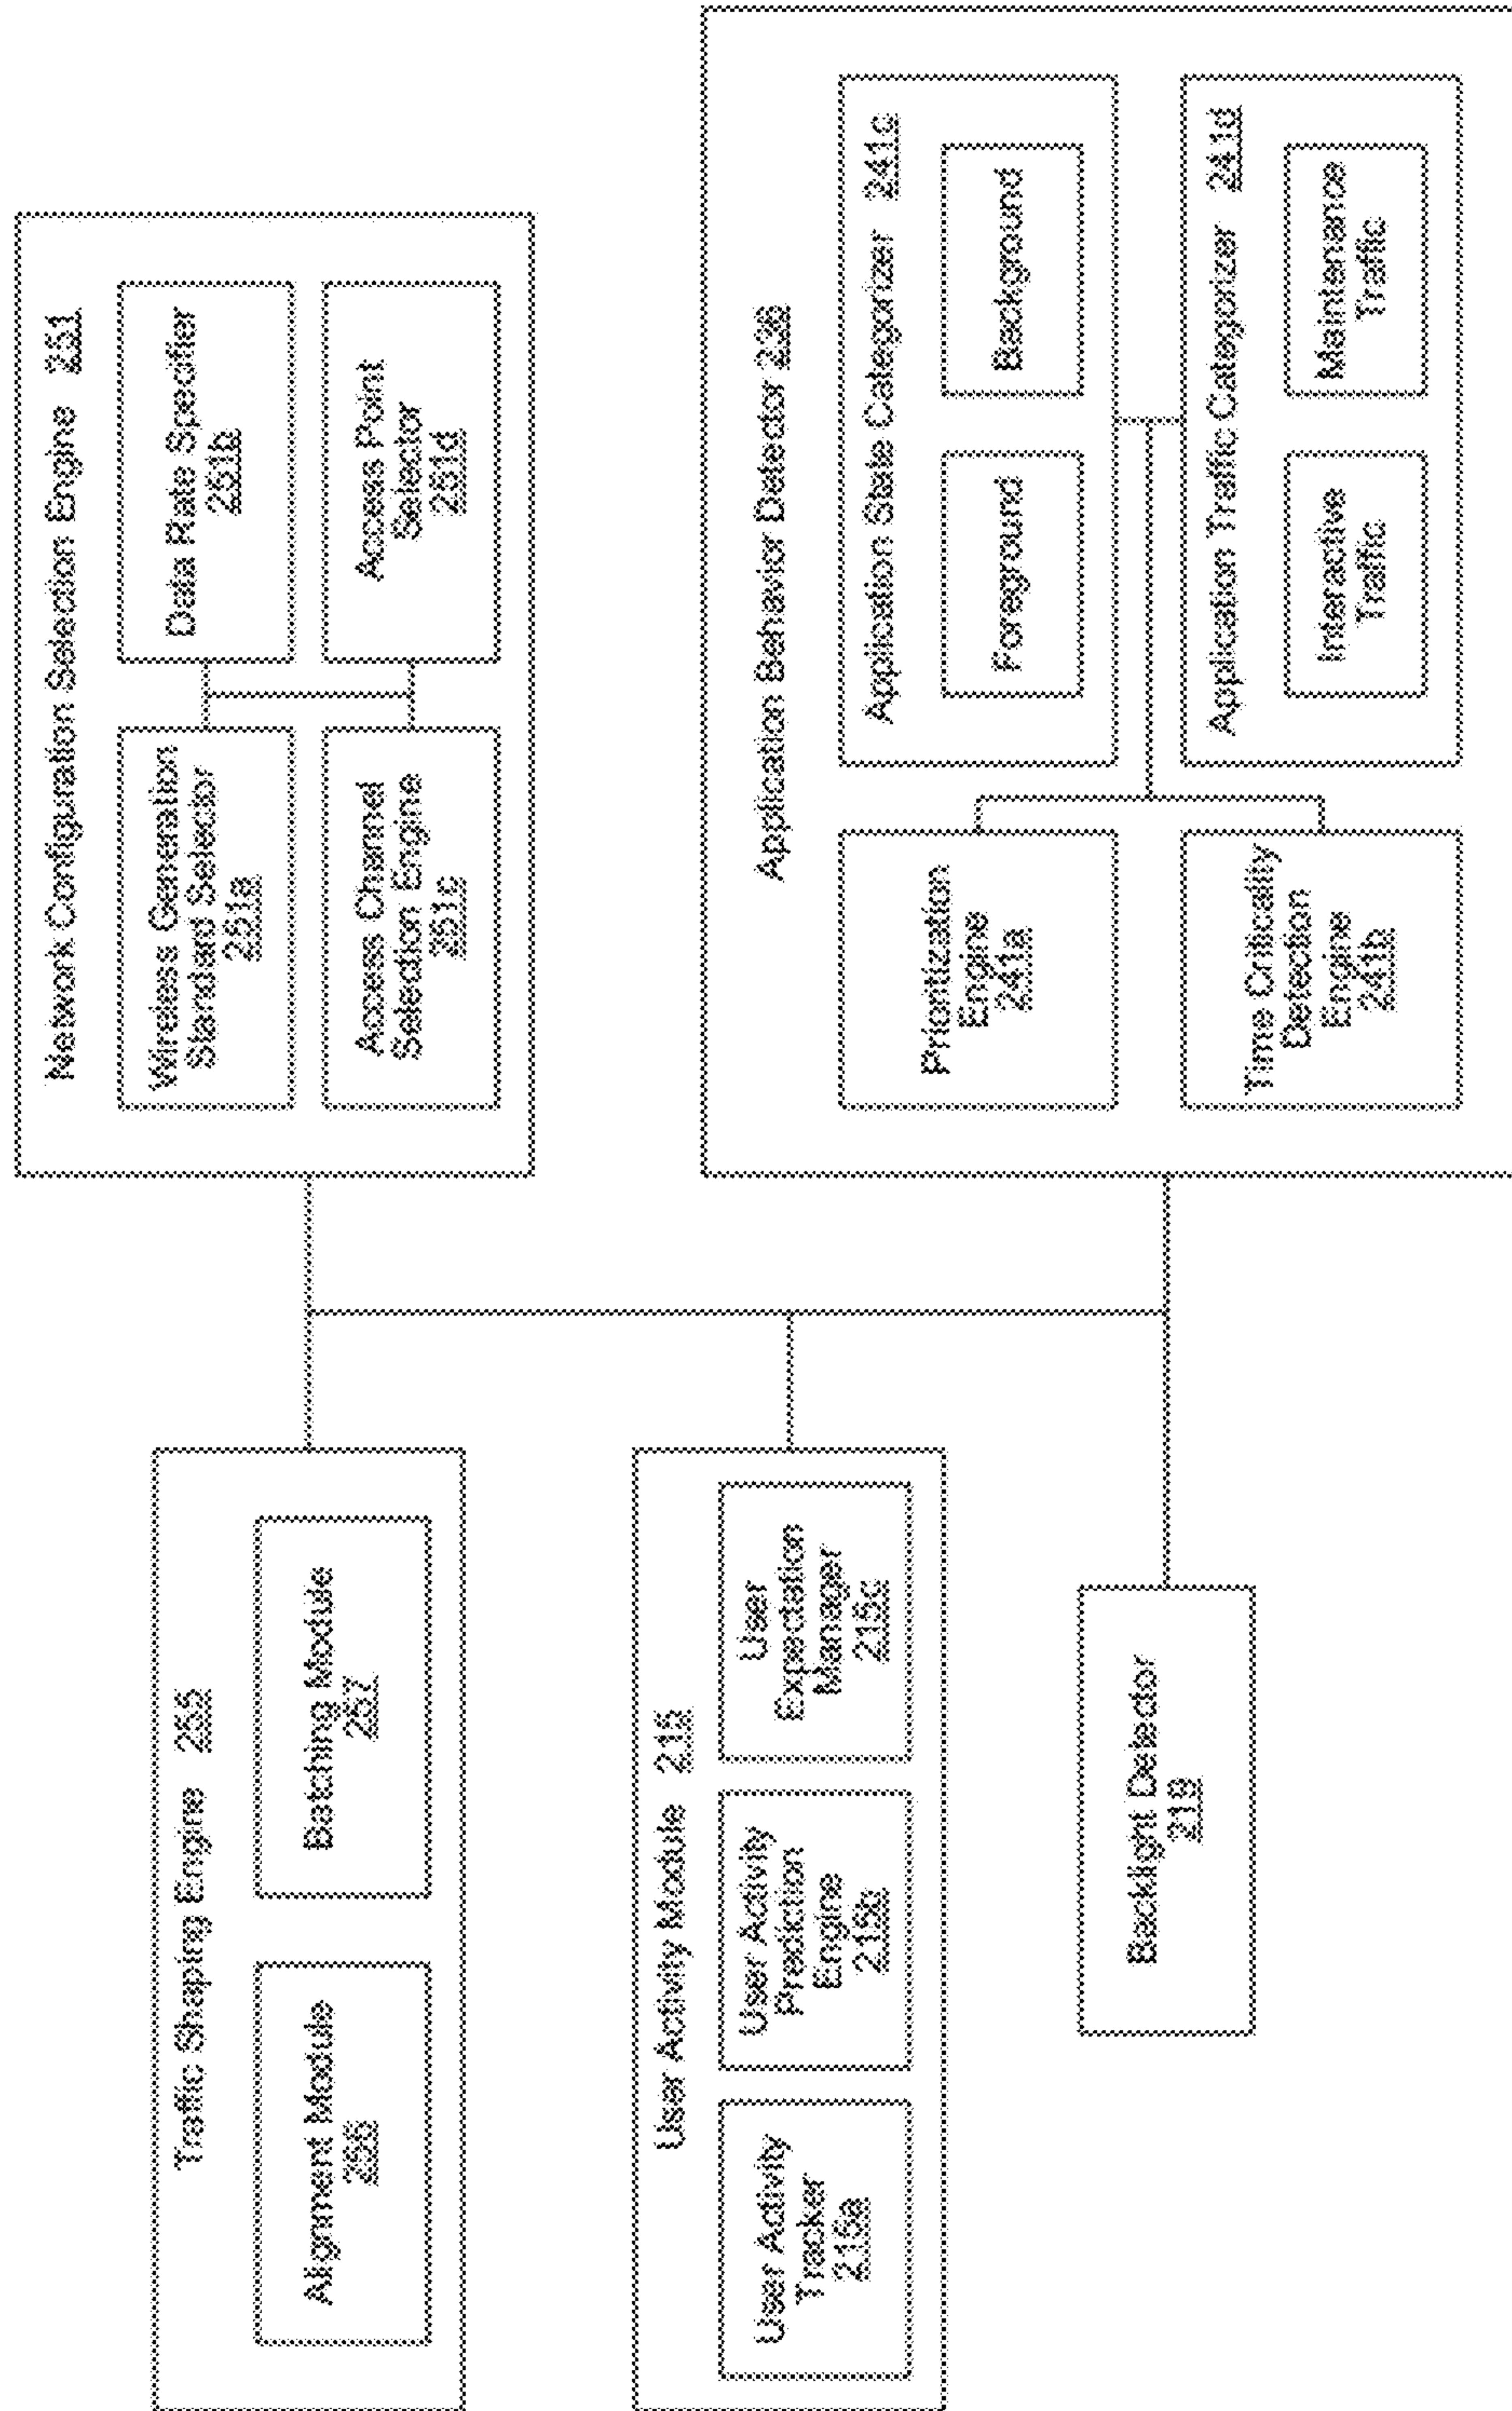 Traffic Shaping Engine 255
Alignment Module
256
Batching Module
257
User Activity Module 215
User Activity
Tracker
215a
User Activity
Prediction
Engine
215b
User
Expectation
Manager
215c
Backlight Detector
219
Network Configuration Selection Engine 251
Wireless Generation
Standard Selector
251a
Data Rate Specifier
251b
Access Channel
Selection Engine
251c
Access Point
Selector
251d
Application Behavior Detector 236
Prioritization
Engine
241a
Time Criticality
Detection
Engine
241b
Application State Categorizer 241c
Foreground
Background
Application Traffic Categorizer 241d
Interactive
Traffic
Maintenance
Traffic